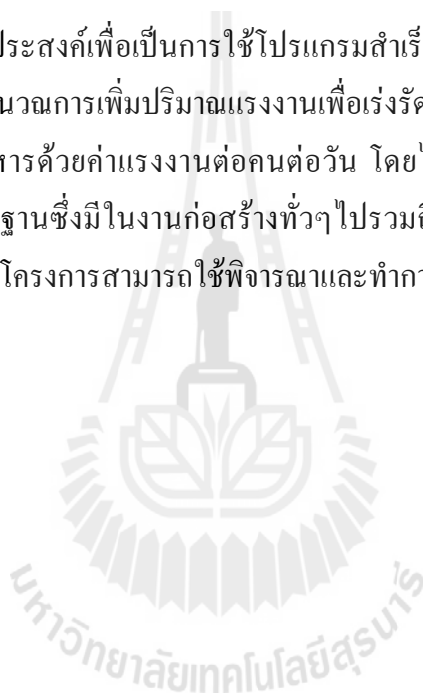 ประสงค์เพื่อเป็นการใช้โปรแกรมสำเร็
นวณการเพิ่มปริมาณแรงงานเพื่อเร่งรัด
หารด้วยค่าแรงงานต่อคนต่อวัน โดยไ
ฐานซึ่งมีในงานก่อสร้างทั่วๆไปรวมถึ
โครงการสามารถใช้พิจารณาและทำกา
มหาวิทยาลัยเทคโนโลยีสุรนารี